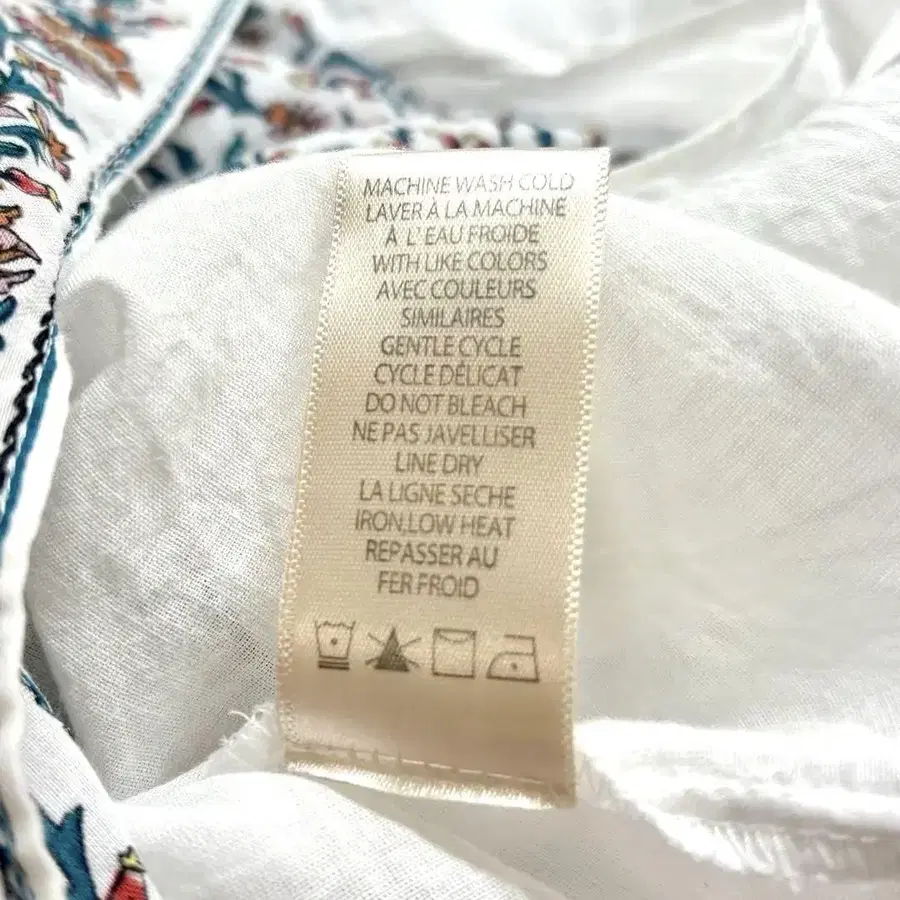 MACHINE WASH COLD
LAVER À LA MACHINE
À L'EAU FROIDE
WITH LIKE COLORS
AVEC COULEURS
SIMILAIRES
GENTLE CYCLE
CYCLE DÉLICAT
DO NOT BLEACH
NE PAS JAVELLISER
LINE DRY
LA LIGNE SECHE
IRON.LOW HEAT
REPASSER AU
FER FROID